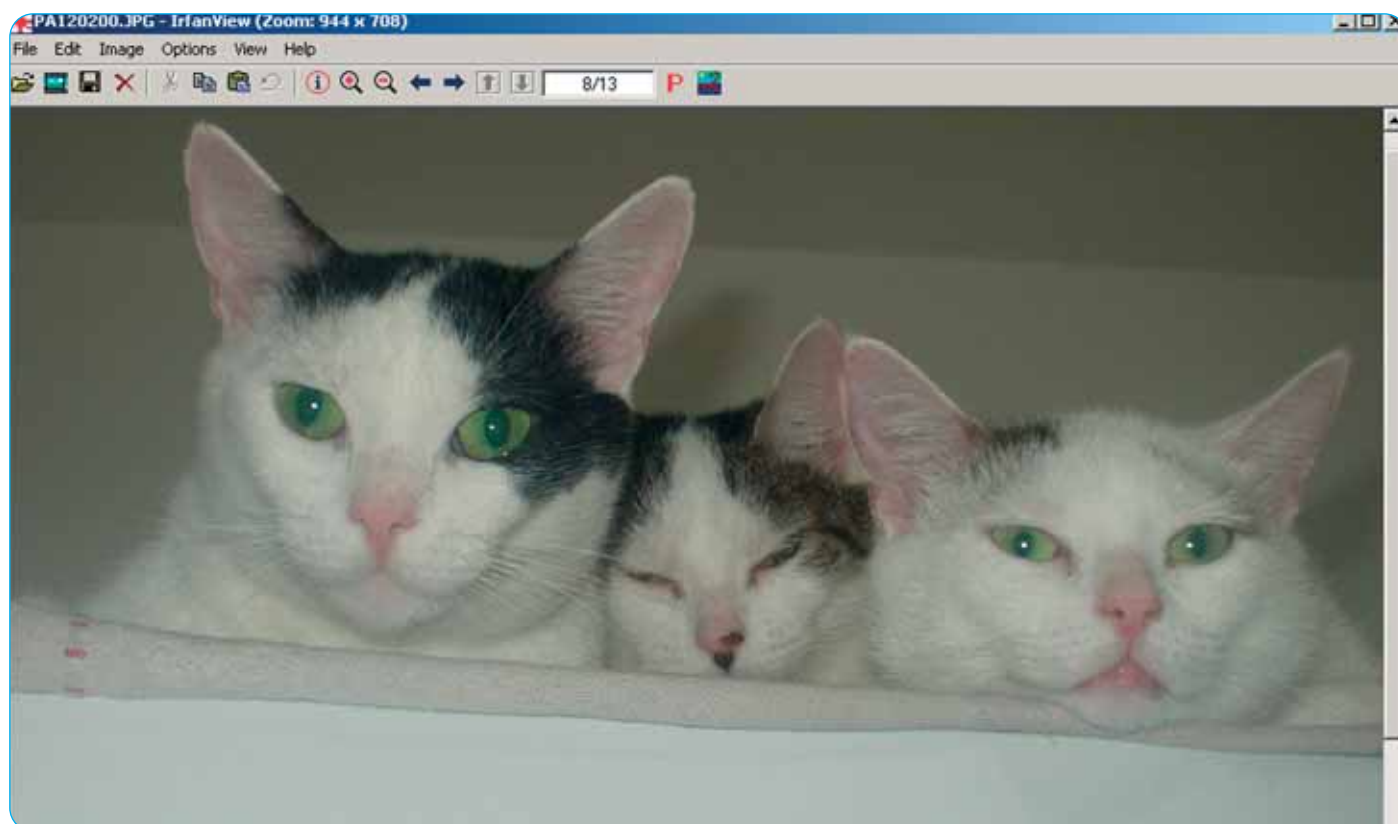 PA120200.JPG - IrfanView (Zoom: 944 x 708)
File Edit Image Options View Help
8/13 P